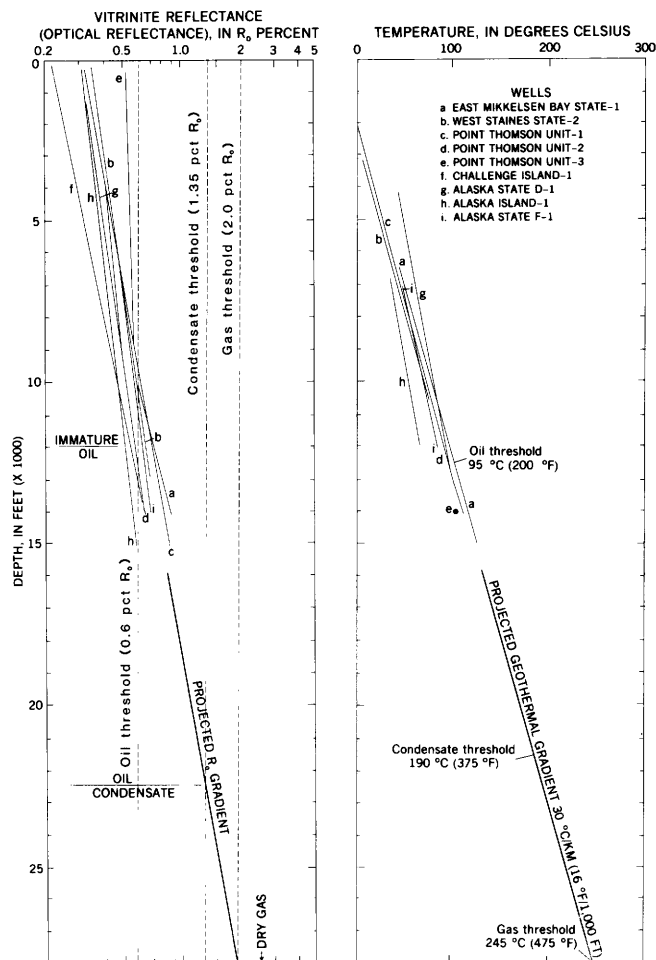 VITRINITE REFLECTANCE
(OPTICAL REFLECTANCE), IN Rₒ PERCENT
0.2 0.5 1.0 2 3 4 5
0
5
10
15
20
25
DEPTH, IN FEET (X 1000)
e
b
f
h
g
b
a
i
d
h
c
Condensate threshold (1.35 pct Rₒ)
Gas threshold (2.0 pct Rₒ)
IMMATURE
OIL
Oil threshold (0.6 pct Rₒ)
OIL
CONDENSATE
PROJECTED Rₒ GRADIENT
DRY GAS
TEMPERATURE, IN DEGREES CELSIUS
0 100 200 300
WELLS
a EAST MIKKELSEN BAY STATE-1
b. WEST STAINES STATE-2
c. POINT THOMSON UNIT-1
d. POINT THOMSON UNIT-2
e. POINT THOMSON UNIT-3
f. CHALLENGE ISLAND-1
g. ALASKA STATE D-1
h. ALASKA ISLAND-1
i. ALASKA STATE F-1
c
b
a
i
g
h
i
d
e
a
Oil threshold
95 °C (200 °F)
PROJECTED GEOTHERMAL GRADIENT 30 °C/KM (16 °F/1,000 FT)
Condensate threshold
190 °C (375 °F)
Gas threshold
245 °C (475 °F)